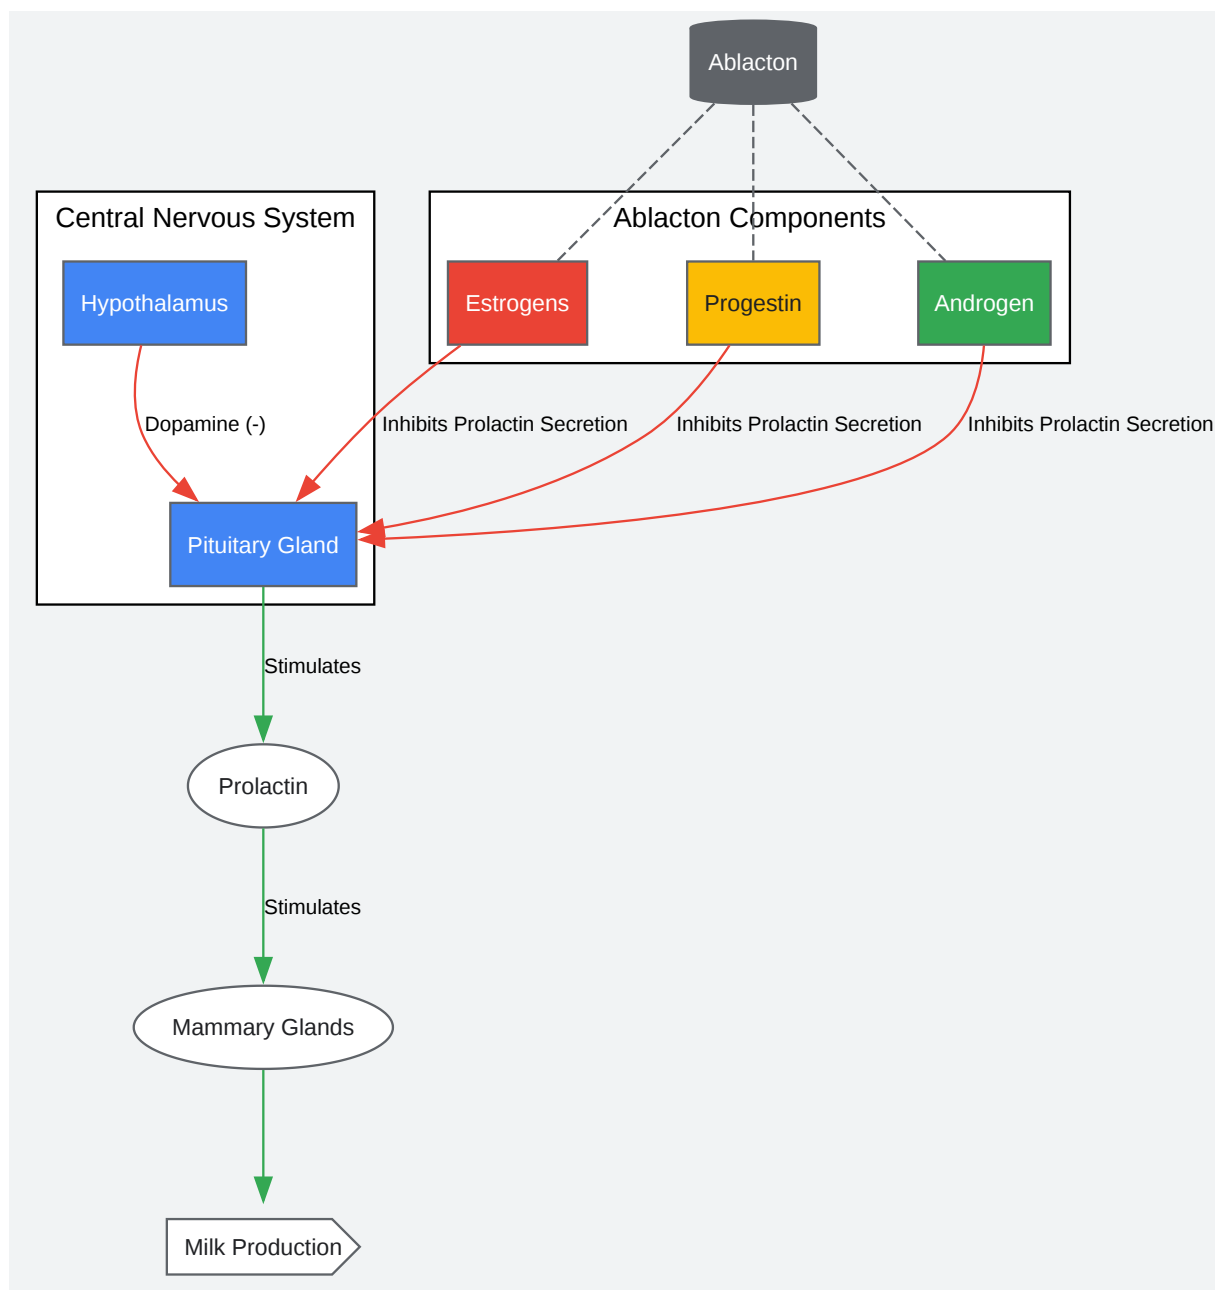 Ablacton
Central Nervous System
Ablacton Components
Hypothalamus
Estrogens
Progestin
Androgen
Dopamine (-)
Inhibits Prolactin Secretion
Inhibits Prolactin Secretion
Inhibits Prolactin Secretion
Pituitary Gland
Stimulates
Prolactin
Stimulates
Mammary Glands
Milk Production